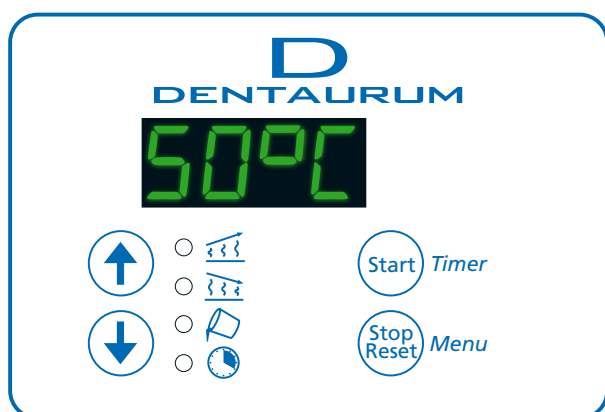 D
DENTAURUM
50°C
Start Timer
Stop
Reset Menu